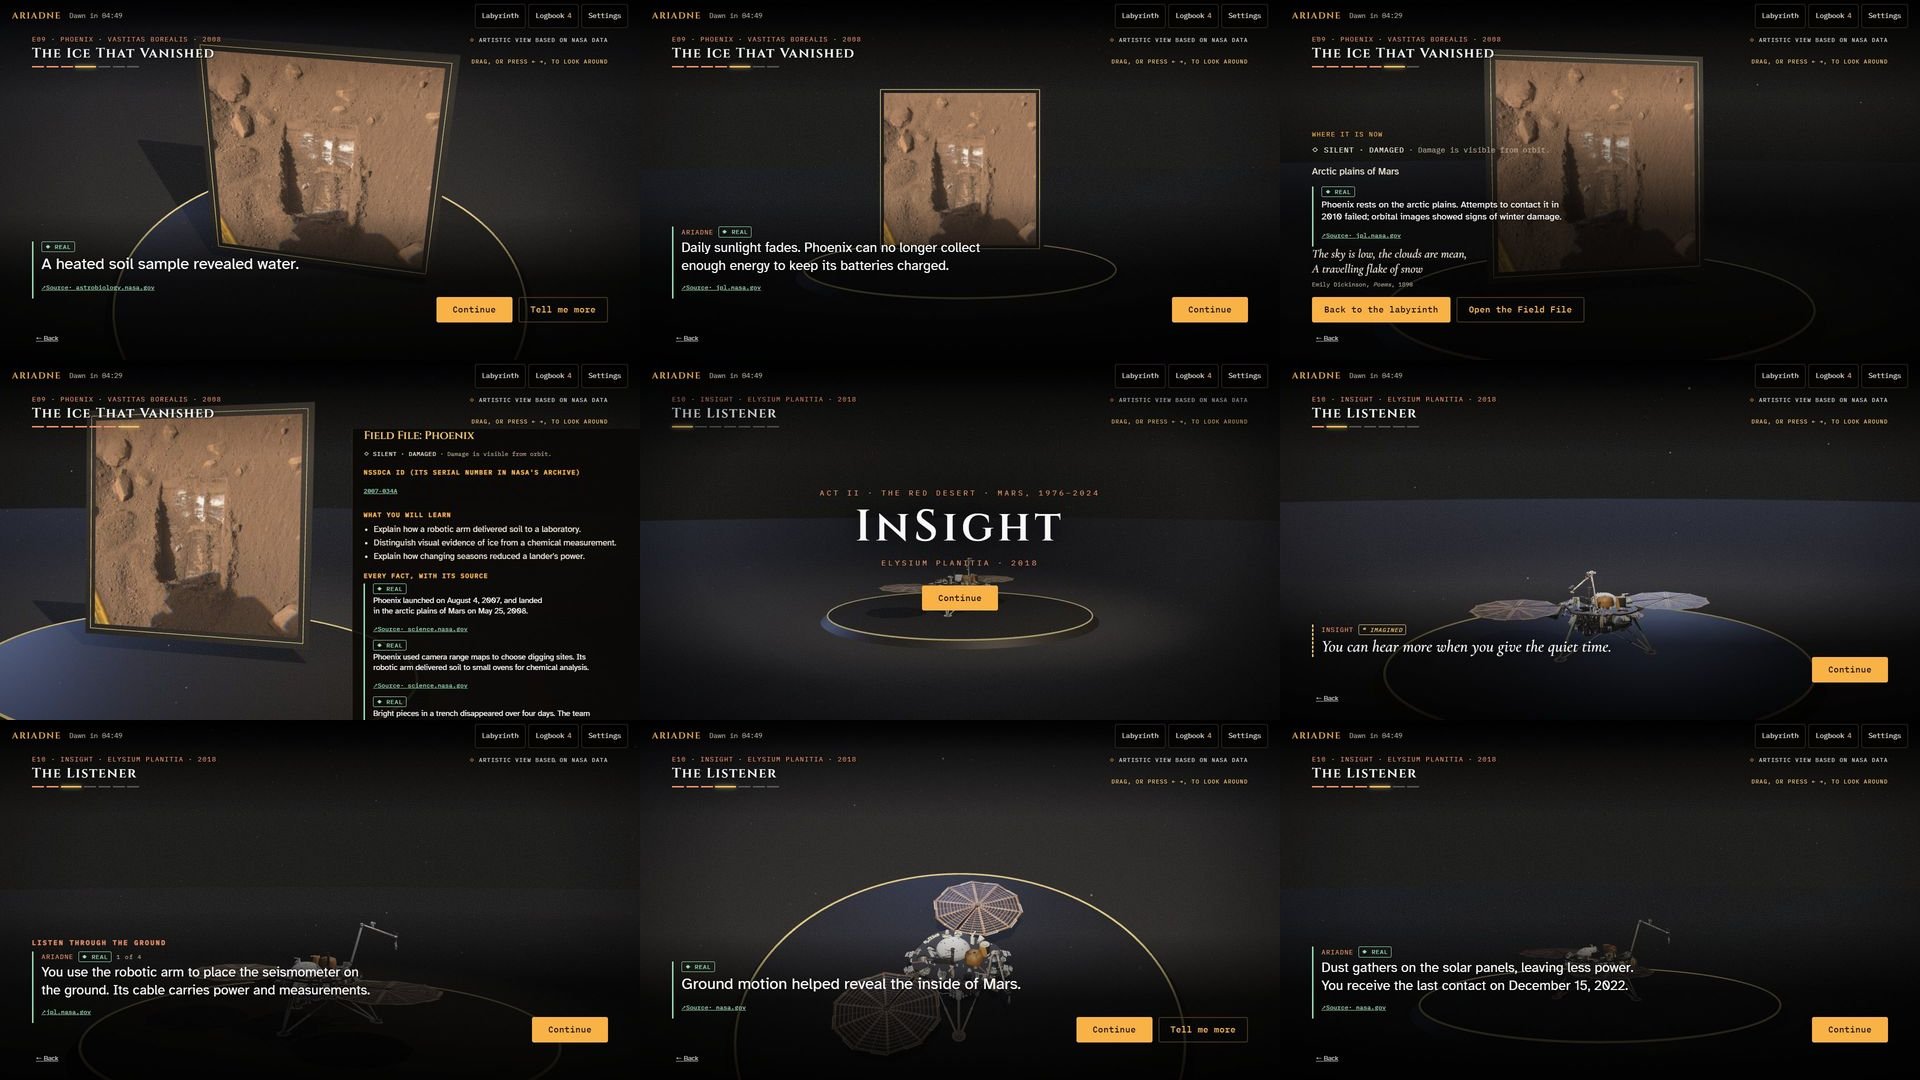 ARIADNE Dawn in 04:49
Labyrinth Logbook 4 Settings
E09 · PHOENIX · VASTITAS BOREALIS · 2008
THE ICE THAT VANISHED
◇ ARTISTIC VIEW BASED ON NASA DATA
DRAG, OR PRESS ← →, TO LOOK AROUND
◆ REAL
A heated soil sample revealed water.
↗Source· astrobiology.nasa.gov
Continue Tell me more
← Back
ARIADNE Dawn in 04:49
Labyrinth Logbook 4 Settings
E09 · PHOENIX · VASTITAS BOREALIS · 2008
THE ICE THAT VANISHED
◇ ARTISTIC VIEW BASED ON NASA DATA
DRAG, OR PRESS ← →, TO LOOK AROUND
ARIADNE ◆ REAL
Daily sunlight fades. Phoenix can no longer collect
enough energy to keep its batteries charged.
↗Source· jpl.nasa.gov
Continue
← Back
ARIADNE Dawn in 04:29
Labyrinth Logbook 4 Settings
E09 · PHOENIX · VASTITAS BOREALIS · 2008
THE ICE THAT VANISHED
◇ ARTISTIC VIEW BASED ON NASA DATA
DRAG, OR PRESS ← →, TO LOOK AROUND
WHERE IT IS NOW
◇ SILENT · DAMAGED · Damage is visible from orbit.
Arctic plains of Mars
◆ REAL
Phoenix rests on the arctic plains. Attempts to contact it in
2010 failed; orbital images showed signs of winter damage.
↗Source· jpl.nasa.gov
The sky is low, the clouds are mean,
A travelling flake of snow
Emily Dickinson, Poems, 1890
Back to the labyrinth Open the Field File
← Back
ARIADNE Dawn in 04:29
Labyrinth Logbook 4 Settings
E09 · PHOENIX · VASTITAS BOREALIS · 2008
THE ICE THAT VANISHED
◇ ARTISTIC VIEW BASED ON NASA DATA
DRAG, OR PRESS ← →, TO LOOK AROUND
FIELD FILE: PHOENIX
◇ SILENT · DAMAGED · Damage is visible from orbit.
NSSDCA ID (ITS SERIAL NUMBER IN NASA'S ARCHIVE)
2007-034A
WHAT YOU WILL LEARN
• Explain how a robotic arm delivered soil to a laboratory.
• Distinguish visual evidence of ice from a chemical measurement.
• Explain how changing seasons reduced a lander's power.
EVERY FACT, WITH ITS SOURCE
◆ REAL
Phoenix launched on August 4, 2007, and landed
in the arctic plains of Mars on May 25, 2008.
↗Source· science.nasa.gov
◆ REAL
Phoenix used camera range maps to choose digging sites. Its
robotic arm delivered soil to small ovens for chemical analysis.
↗Source· science.nasa.gov
◆ REAL
Bright pieces in a trench disappeared over four days. The team
ARIADNE Dawn in 04:49
Labyrinth Logbook 4 Settings
E10 · INSIGHT · ELYSIUM PLANITIA · 2018
THE LISTENER
◇ ARTISTIC VIEW BASED ON NASA DATA
DRAG, OR PRESS ← →, TO LOOK AROUND
ACT II · THE RED DESERT · MARS, 1976–2024
INSIGHT
ELYSIUM PLANITIA · 2018
Continue
ARIADNE Dawn in 04:49
Labyrinth Logbook 4 Settings
E10 · INSIGHT · ELYSIUM PLANITIA · 2018
THE LISTENER
◇ ARTISTIC VIEW BASED ON NASA DATA
DRAG, OR PRESS ← →, TO LOOK AROUND
INSIGHT ❝ IMAGINED
You can hear more when you give the quiet time.
Continue
← Back
ARIADNE Dawn in 04:49
Labyrinth Logbook 4 Settings
E10 · INSIGHT · ELYSIUM PLANITIA · 2018
THE LISTENER
◇ ARTISTIC VIEW BASED ON NASA DATA
LISTEN THROUGH THE GROUND
ARIADNE ◆ REAL 1 of 4
You use the robotic arm to place the seismometer on
the ground. Its cable carries power and measurements.
↗jpl.nasa.gov
Continue
← Back
ARIADNE Dawn in 04:49
Labyrinth Logbook 4 Settings
E10 · INSIGHT · ELYSIUM PLANITIA · 2018
THE LISTENER
◇ ARTISTIC VIEW BASED ON NASA DATA
DRAG, OR PRESS ← →, TO LOOK AROUND
◆ REAL
Ground motion helped reveal the inside of Mars.
↗Source· nasa.gov
Continue Tell me more
← Back
ARIADNE Dawn in 04:49
Labyrinth Logbook 4 Settings
E10 · INSIGHT · ELYSIUM PLANITIA · 2018
THE LISTENER
◇ ARTISTIC VIEW BASED ON NASA DATA
DRAG, OR PRESS ← →, TO LOOK AROUND
ARIADNE ◆ REAL
Dust gathers on the solar panels, leaving less power.
You receive the last contact on December 15, 2022.
↗Source· nasa.gov
Continue
← Back